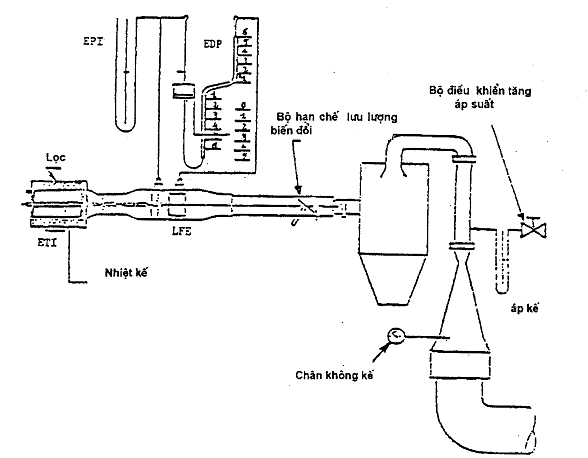 EPI
EDP
Bộ điều khiển tăng
áp suất
Bộ hạn chế lưu lượng
biến đổi
Lọc
LFE
ETI
Nhiệt kế
áp kế
Chân không kế